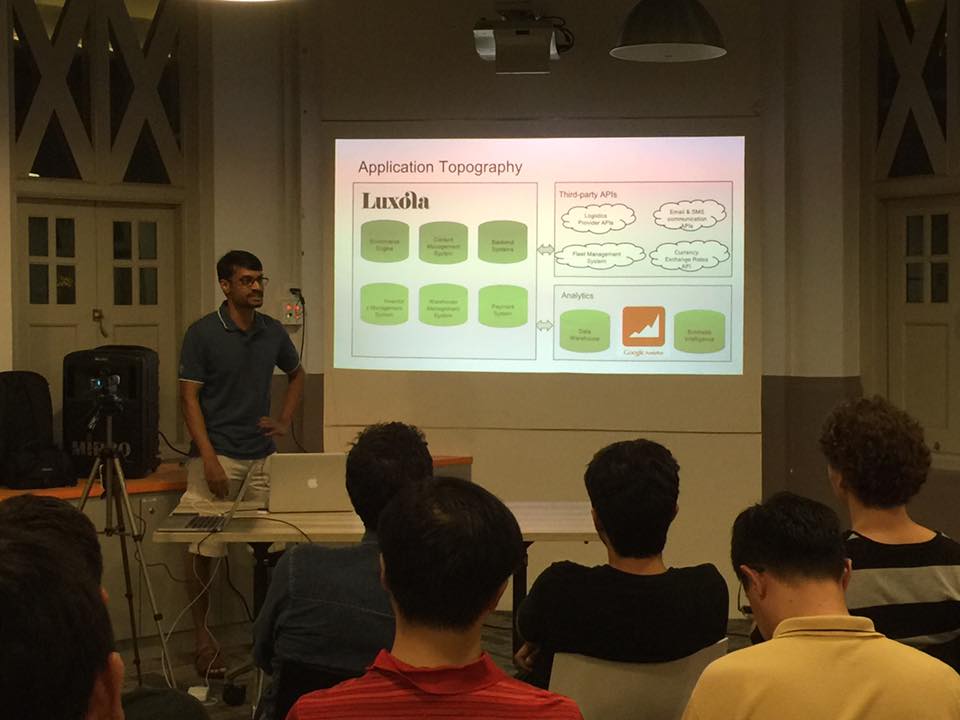 Application Topography
Luxola
Ecommerce
Engine
Content
Management
System
Backend
Systems
Inventor
y Management
System
Warehouse
Management
System
Payment
System
Third-party APIs
Logistics
Provider APIs
Email & SMS
communication
APIs
Fleet Management
System
Currency
Exchange Rates
API
Analytics
Data
Warehouse
Google Analytics
Business
Intelligence
MIPRO